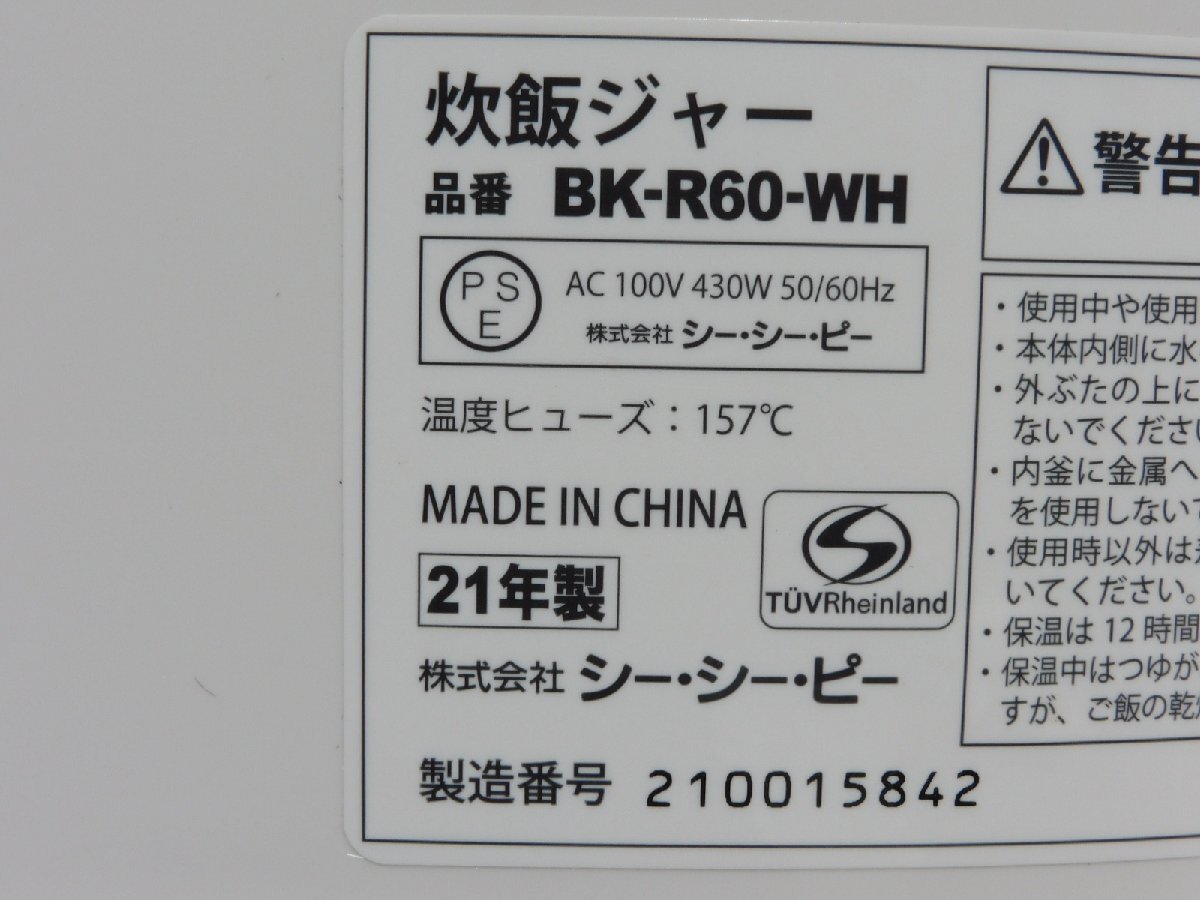 炊飯ジャー
品番 BK-R60-WH
PSE
AC 100V 430W 50/60Hz
株式会社 シー・シー・ピー
温度ヒューズ：157℃
MADE IN CHINA
21年製
TÜVRheinland
株式会社 シー・シー・ピー
製造番号 210015842
警告
・使用中や使用
・本体内側に水
・外ぶたの上に
ないでください
・内釜に金属へ
を使用しない
・使用時以外は
いてください。
・保温は12時間
・保温中はつゆが
すが、ご飯の乾